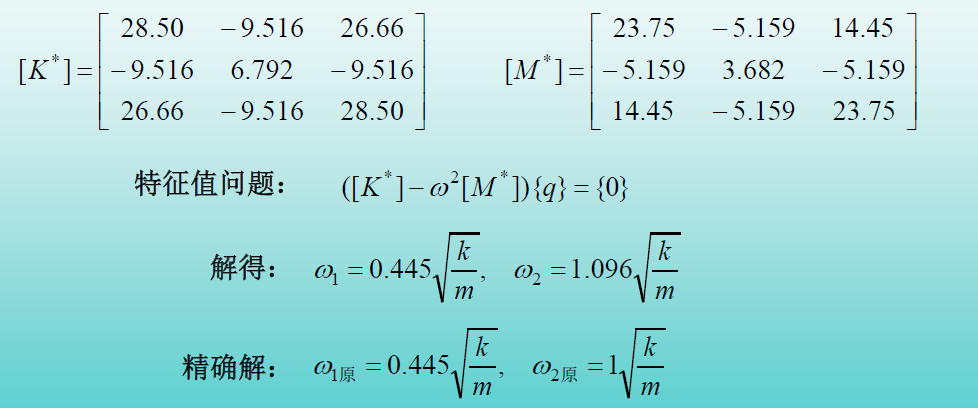 [K*]=[28.50 −9.516 26.66 [M*]=[23.75 −5.159 14.45
−9.516 6.792 −9.516 −5.159 3.682 −5.159
26.66 −9.516 28.50] 14.45 −5.159 23.75]
特征值问题： ([K*]−ω²[M*]){q}={0}
解得： ω₁=0.445√(k/m), ω₂=1.096√(k/m)
精确解： ω₁原=0.445√(k/m), ω₂原=1√(k/m)